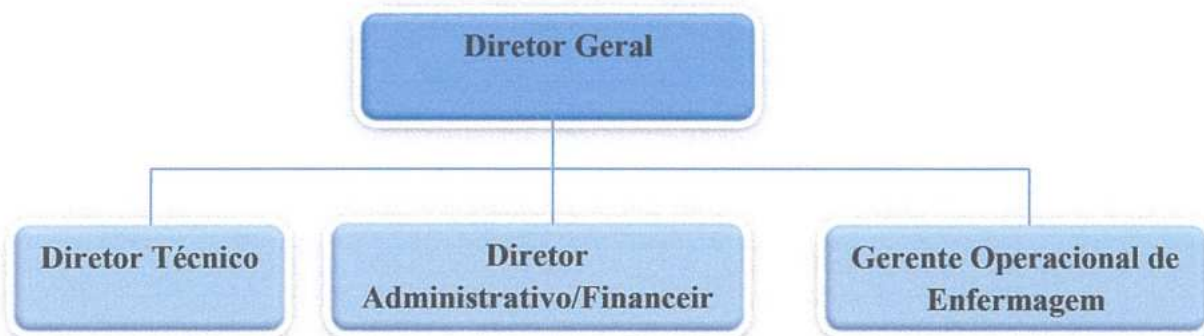 Diretor Geral
Diretor Técnico
Diretor
Administrativo/Financeir
Gerente Operacional de
Enfermagem